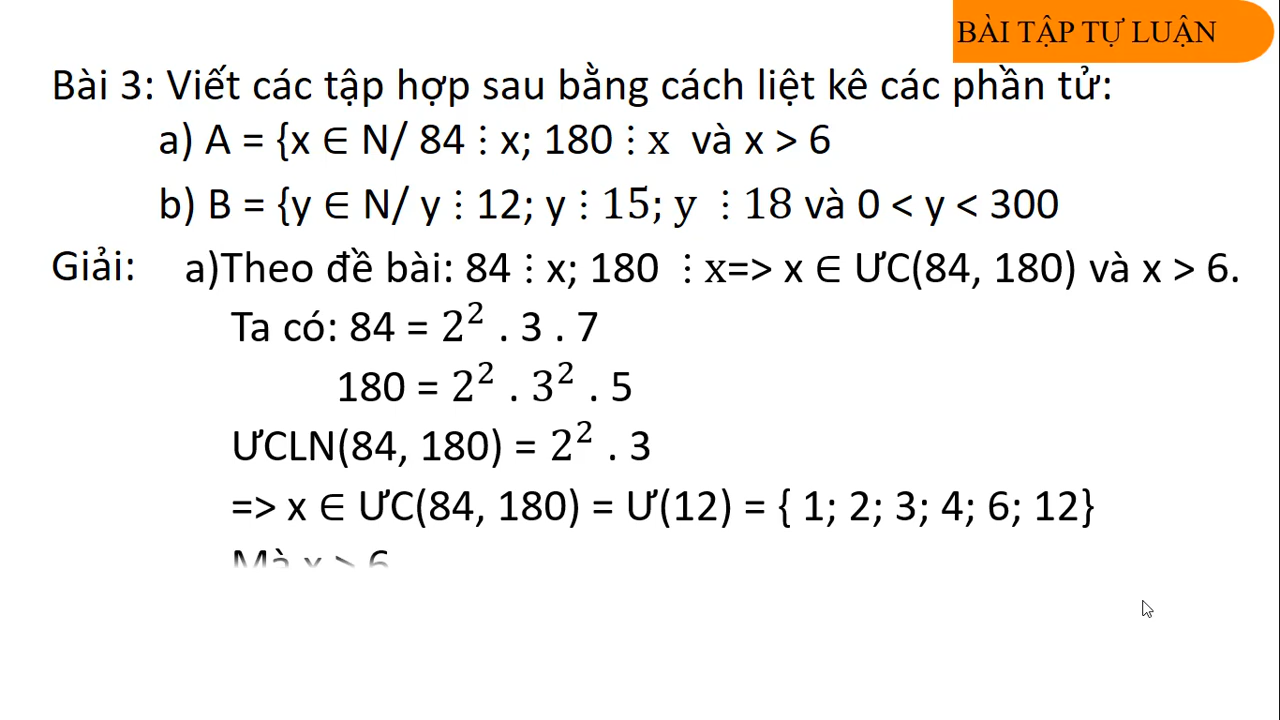 BÀI TẬP TỰ LUẬN
Bài 3: Viết các tập hợp sau bằng cách liệt kê các phần tử:
a) A = {x ∈ N/ 84 ⋮ x; 180 ⋮ x và x > 6
b) B = {y ∈ N/ y ⋮ 12; y ⋮ 15; y ⋮ 18 và 0 < y < 300
Giải: a)Theo đề bài: 84 ⋮ x; 180 ⋮ x=> x ∈ ƯC(84, 180) và x > 6.
Ta có: 84 = 2² . 3 . 7
180 = 2² . 3² . 5
ƯCLN(84, 180) = 2² . 3
=> x ∈ ƯC(84, 180) = Ư(12) = { 1; 2; 3; 4; 6; 12}
Mà x > 6